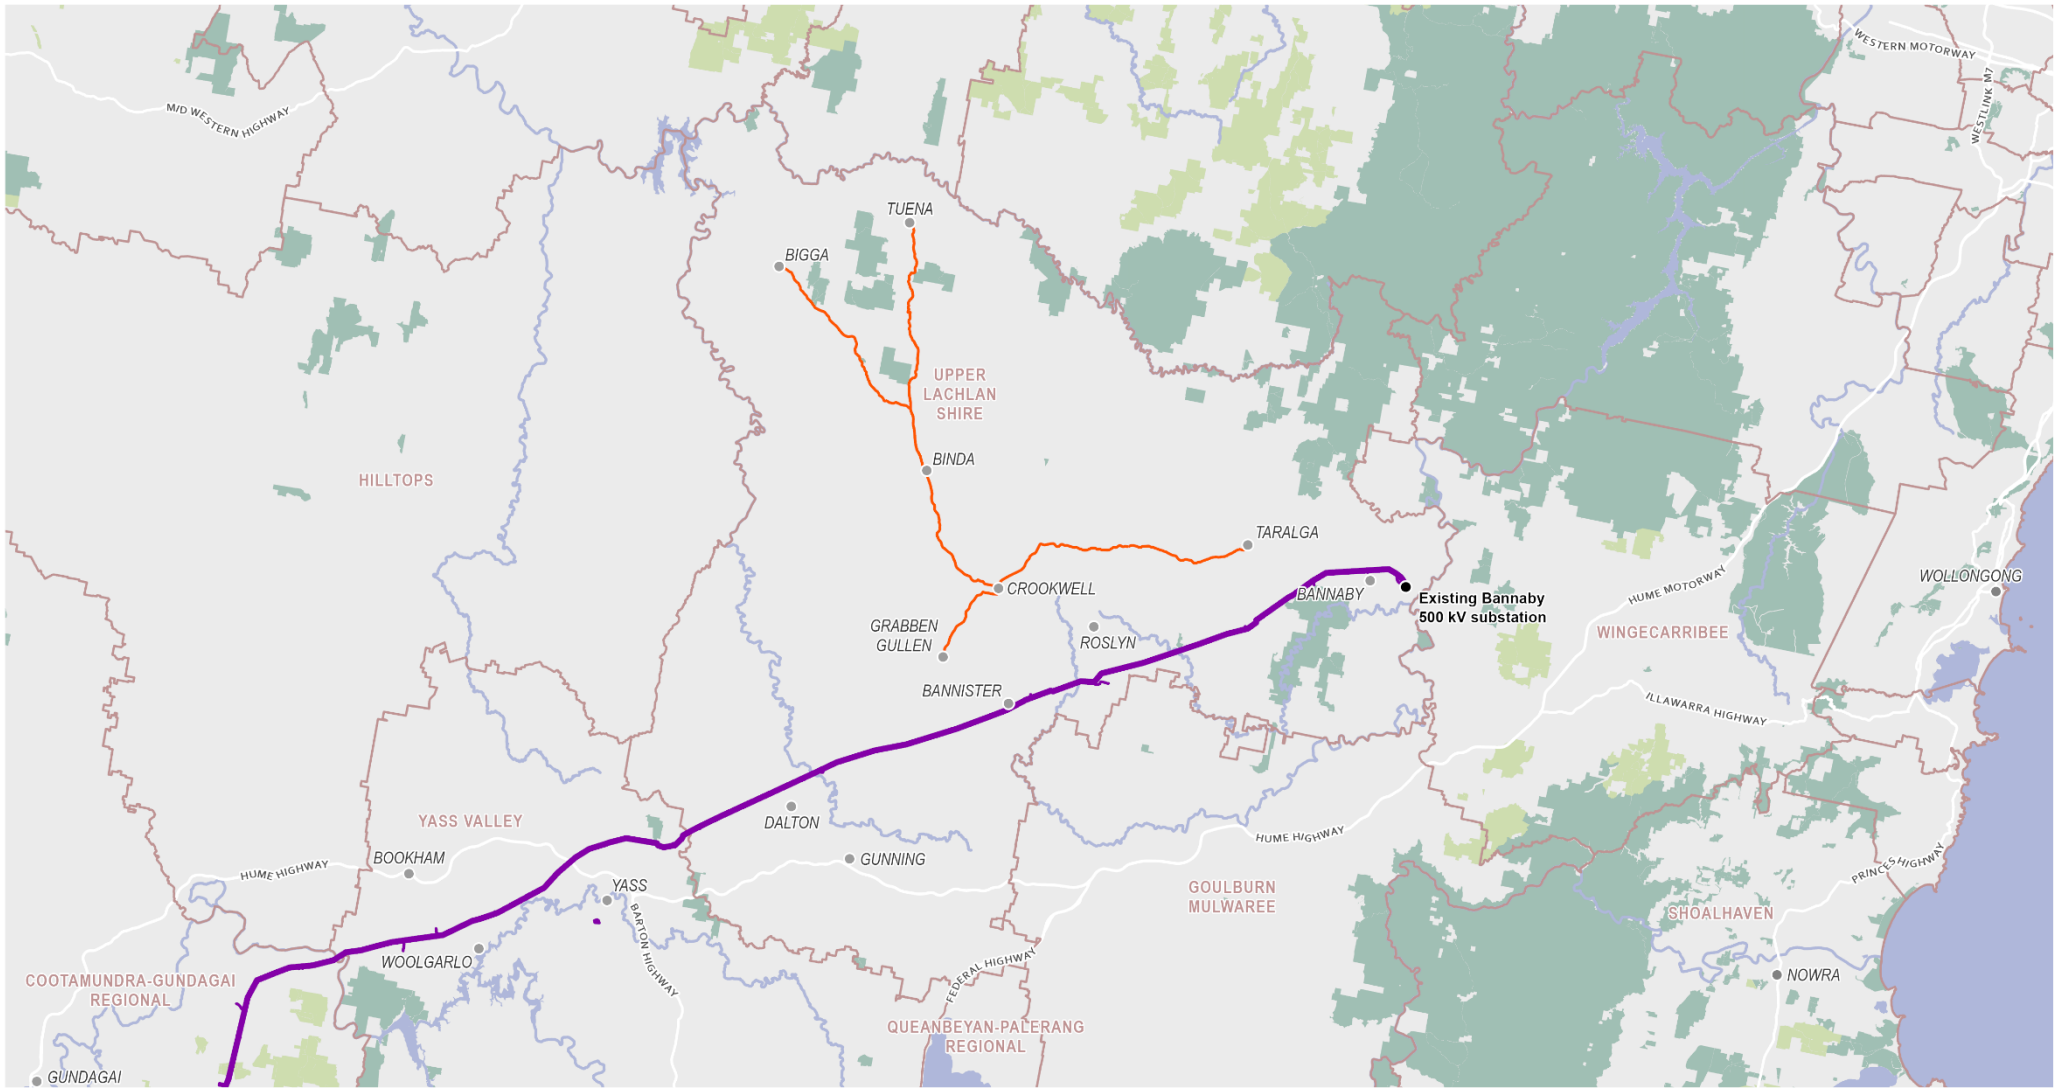 WESTERN MOTORWAY
WESTLINK M7
M/D WESTERN HIGHWAY
TUENA
BIGGA
UPPER
LACHLAN
SHIRE
BINDA
HILLTOPS
TARALGA
CROOKWELL
BANNABY
Existing Bannaby
500 kV substation
HUME MOTORWAY
WOLLONGONG
GRABBEN
GULLEN
ROSLYN
WINGECARRIBEE
BANNISTER
ILLAWARRA HIGHWAY
DALTON
YASS VALLEY
HUME HIGHWAY
BOOKHAM
GUNNING
HUME HIGHWAY
PRINCES HIGHWAY
YASS
GOULBURN
MULWAREE
SHOALHAVEN
BARTON HIGHWAY
WOOLGARLO
FEDERAL HIGHWAY
COOTAMUNDRA-GUNDAGAI
REGIONAL
NOWRA
QUEANBEYAN-PALERANG
REGIONAL
GUNDAGAI